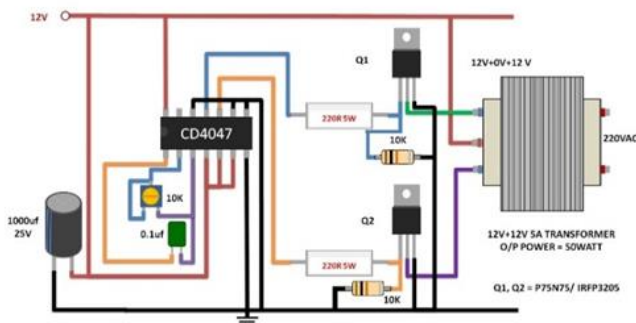 12V
Q1
12V+0V+12 V
CD4047
220R 5W
10K
220VAC
10K
Q2
1000uf
25V
0.1uf
12V+12V 5A TRANSFORMER
O/P POWER = 50WATT
220R 5W
10K
Q1, Q2 = P75N75/ IRFP3205